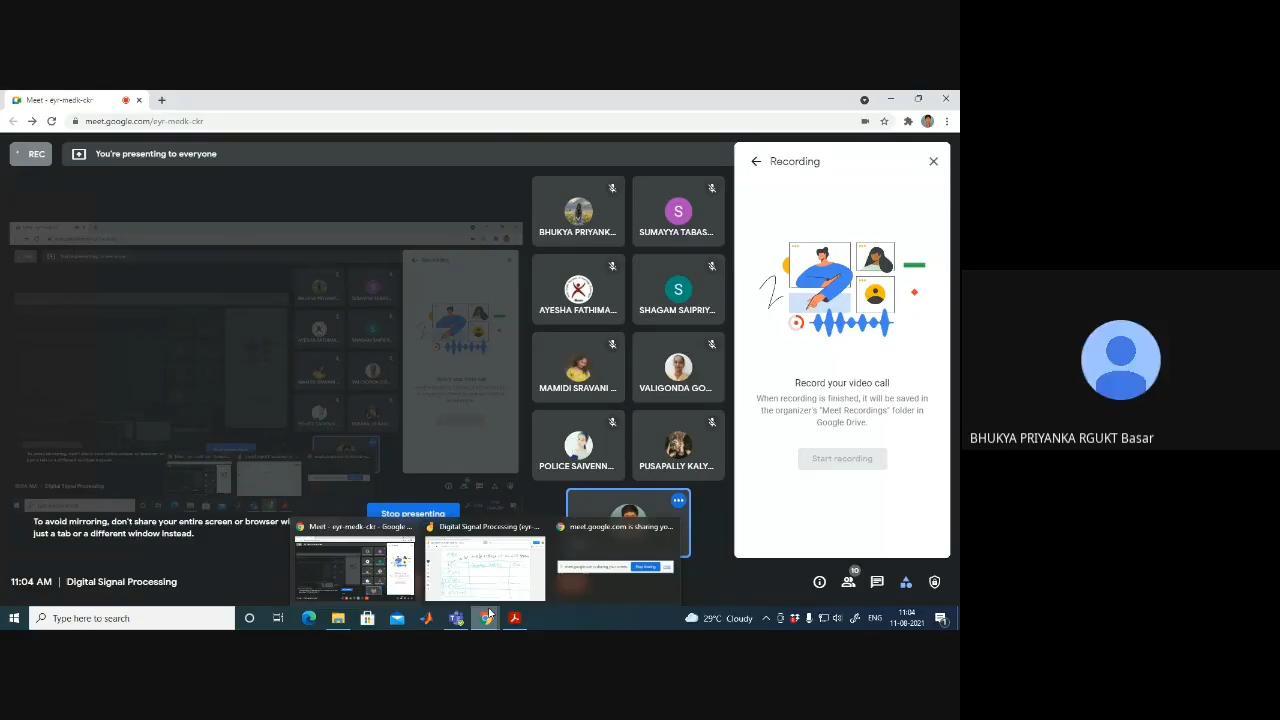 Meet - eyr-medk-ckr
meet.google.com/eyr-medk-ckr
REC
You're presenting to everyone
Recording
BHUKYA PRIYANK...
S
SUMAYYA TABAS...
AYESHA FATHIMA...
S
SHAGAM SAIPRIY...
MAMIDI SRAVANI ...
VALIGONDA GO...
POLICE SAIVENN...
PUSAPALLY KALY...
Record your video call
When recording is finished, it will be saved in
the organizer's "Meet Recordings" folder in
Google Drive.
Start recording
BHUKYA PRIYANKA RGUKT Basar
Stop presenting
To avoid mirroring, don't share your entire screen or browser wi
just a tab or a different window instead.
Meet - eyr-medk-ckr - Google ...
Digital Signal Processing (eyr-...
meet.google.com is sharing yo...
Stop sharing
11:04 AM | Digital Signal Processing
10
Type here to search
29°C Cloudy
ENG
11:04
11-08-2021